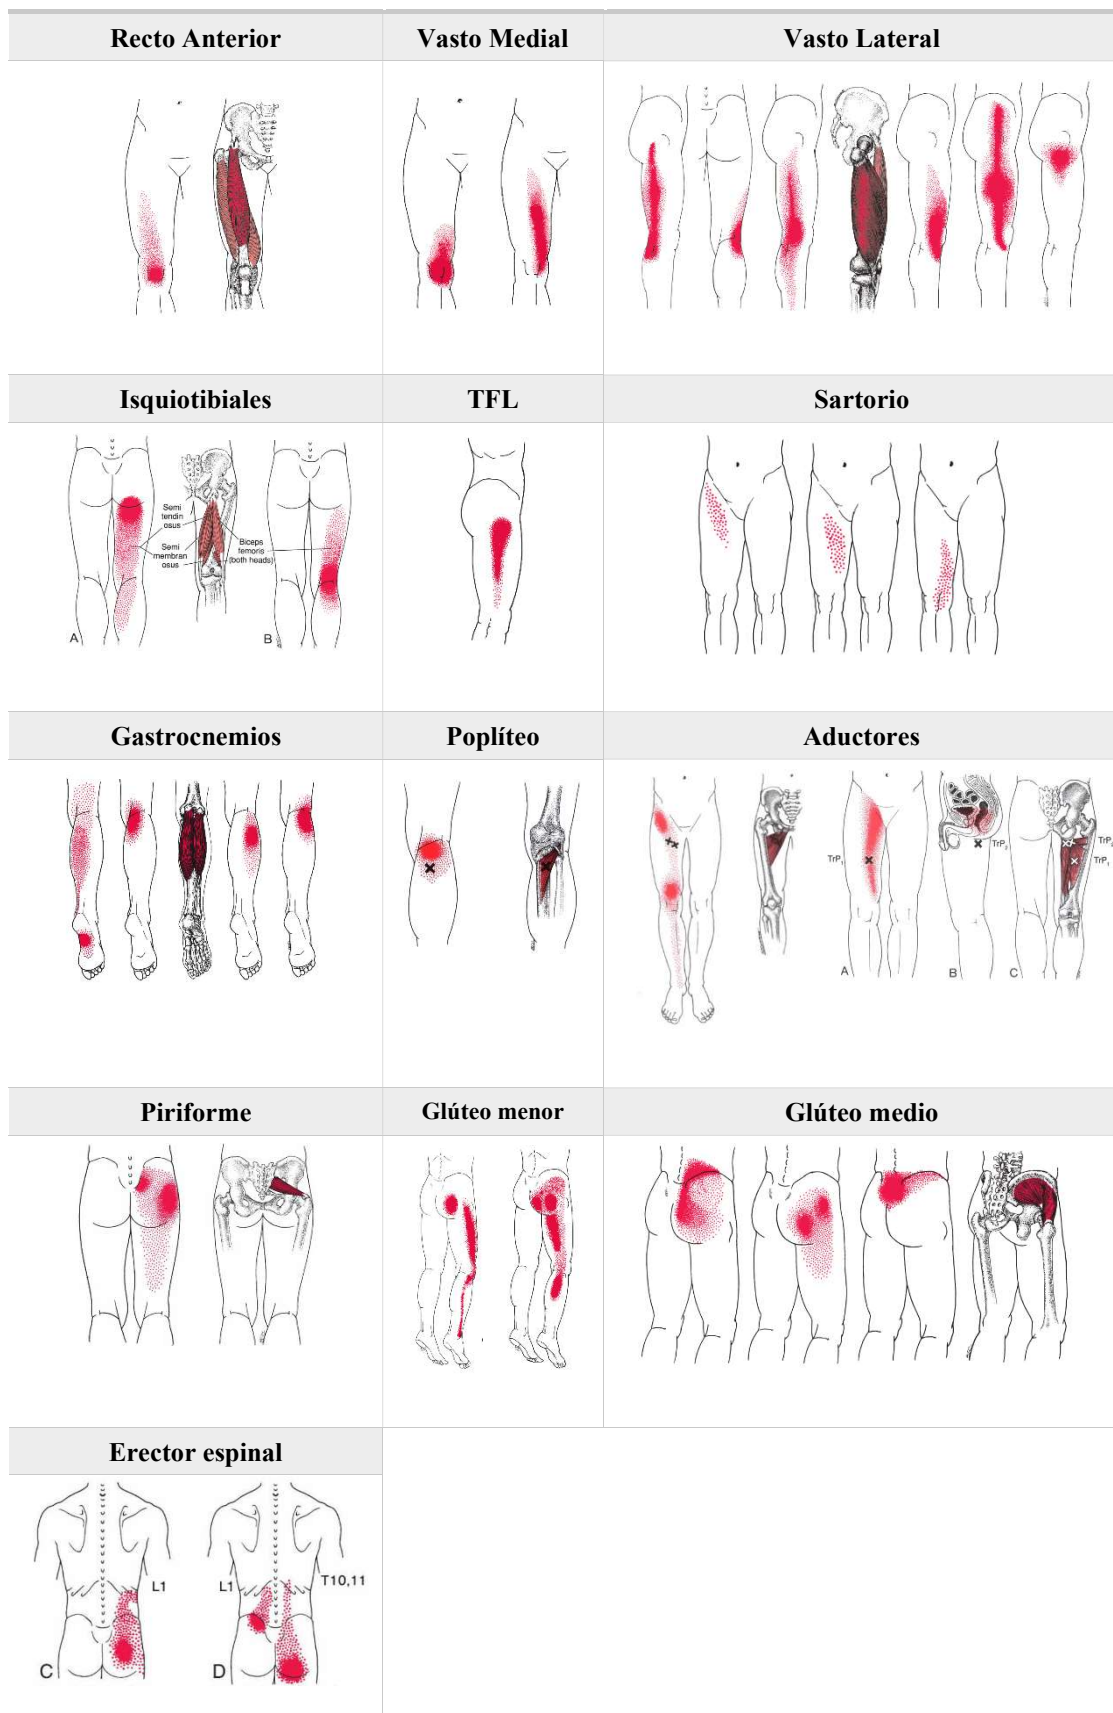 Recto Anterior
Vasto Medial
Vasto Lateral
Isquiotibiales
TFL
Sartorio
Semi
tendin
osus
Semi
membran
osus
Biceps
femoris
(both heads)
A
B
Gastrocnemios
Poplíteo
Aductores
TrP₁
A
TrP₂
B
C
TrP₂
TrP₁
Piriforme
Glúteo menor
Glúteo medio
Erector espinal
L1
C
L1
T10,11
D